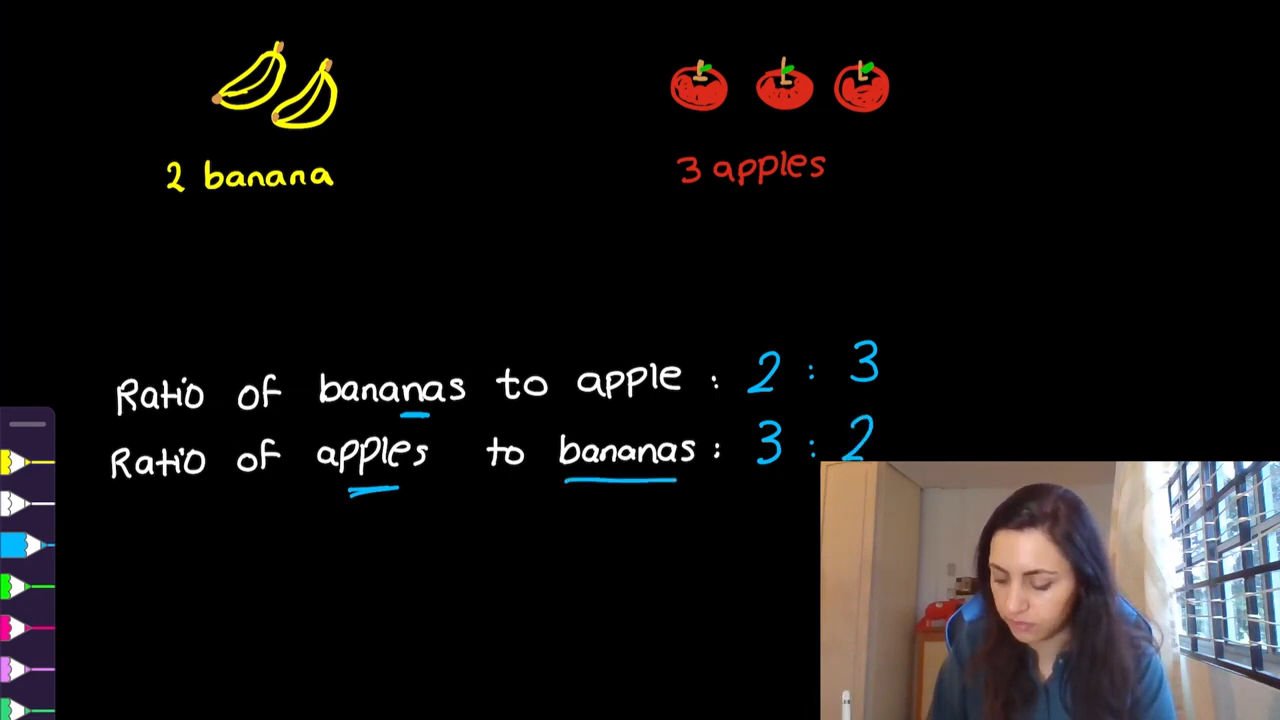 2 banana
3 apples
Ratio of bananas to apple : 2 : 3
Ratio of apples to bananas : 3 : 2